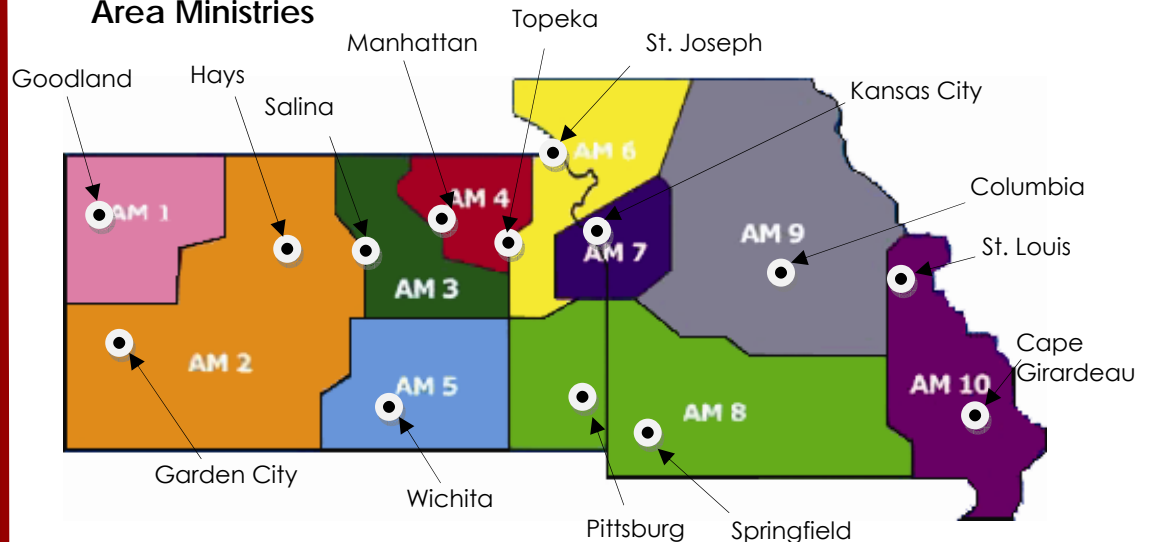 Area Ministries
Topeka
Manhattan
St. Joseph
Goodland
Hays
Kansas City
Salina
AM 6
Columbia
AM 4
AM 1
AM 9
St. Louis
AM 7
AM 3
Cape
Girardeau
AM 2
AM 5
AM 10
AM 8
Garden City
Wichita
Pittsburg
Springfield